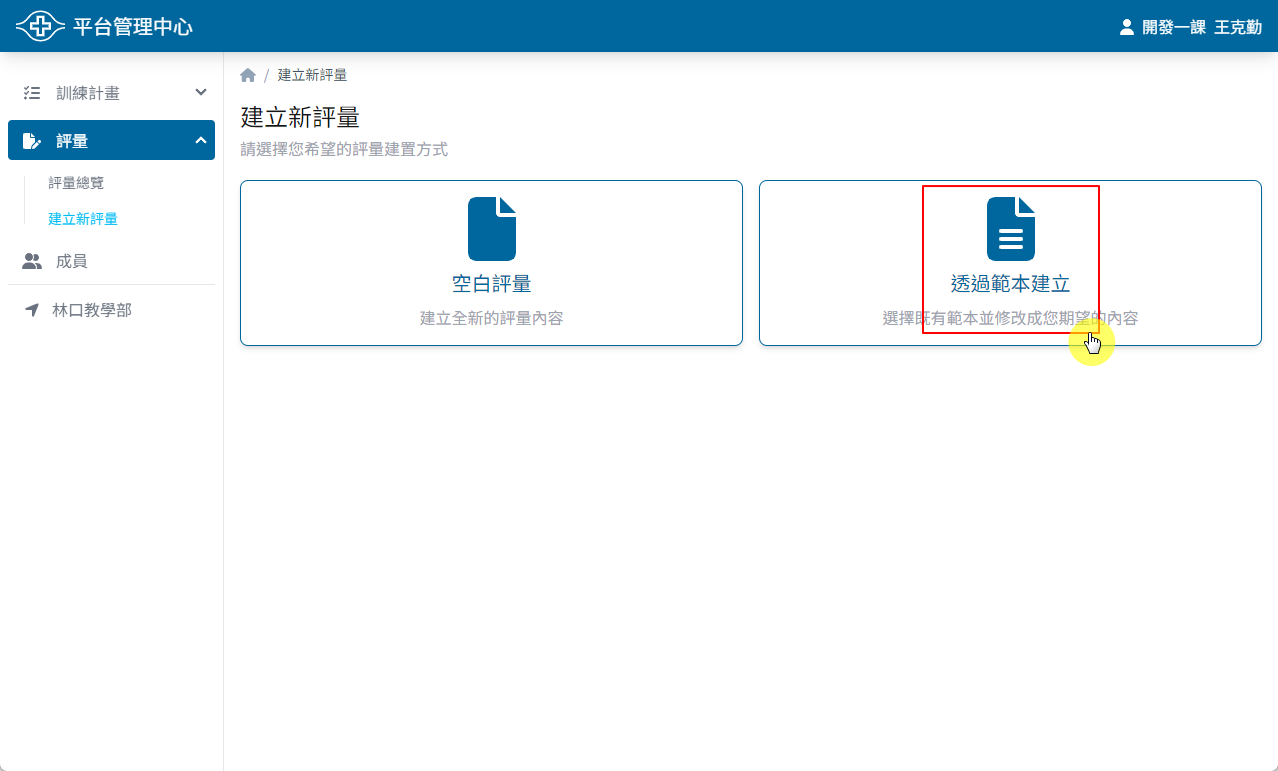 平台管理中心
開發一課 王克勤
訓練計畫
評量
評量總覽
建立新評量
成員
林口教學部
/ 建立新評量
建立新評量
請選擇您希望的評量建置方式
空白評量
建立全新的評量內容
透過範本建立
選擇既有範本並修改成您期望的內容